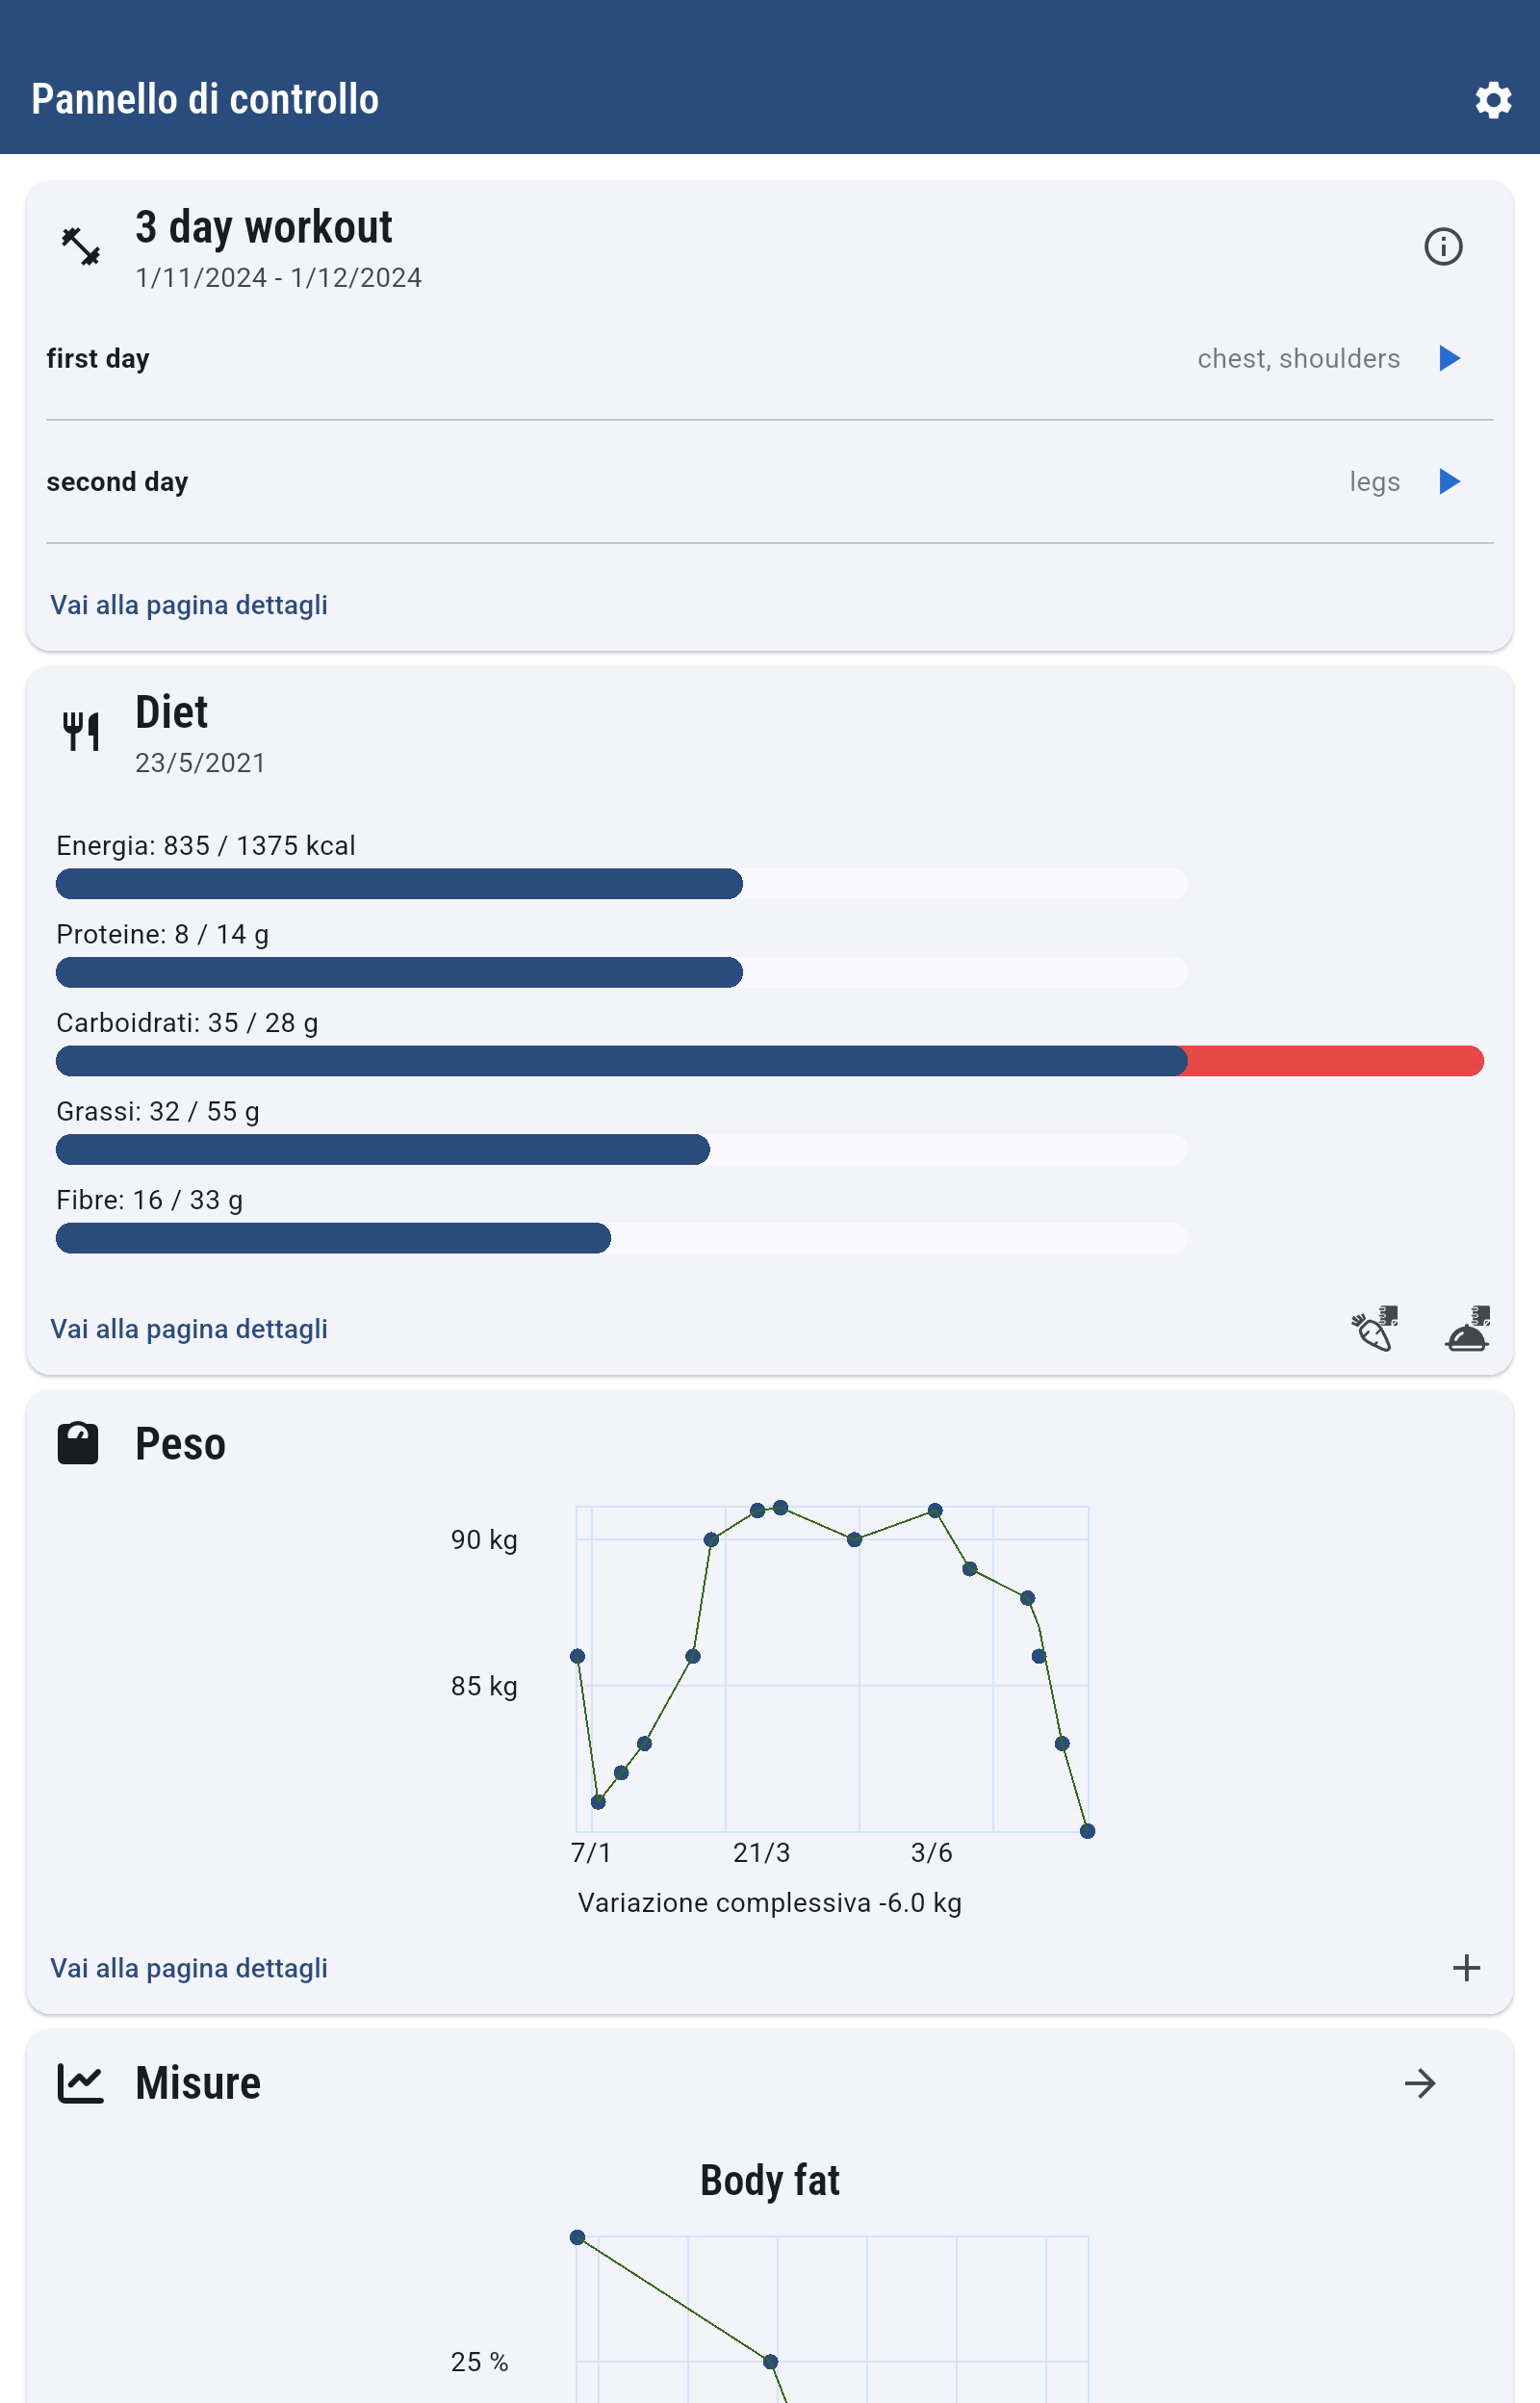 Pannello di controllo
3 day workout
1/11/2024 - 1/12/2024
first day
chest, shoulders
second day
legs
Vai alla pagina dettagli
Diet
23/5/2021
Energia: 835 / 1375 kcal
Proteine: 8 / 14 g
Carboidrati: 35 / 28 g
Grassi: 32 / 55 g
Fibre: 16 / 33 g
Vai alla pagina dettagli
Peso
90 kg
85 kg
7/1 21/3 3/6
Variazione complessiva -6.0 kg
Vai alla pagina dettagli
Misure
Body fat
25 %